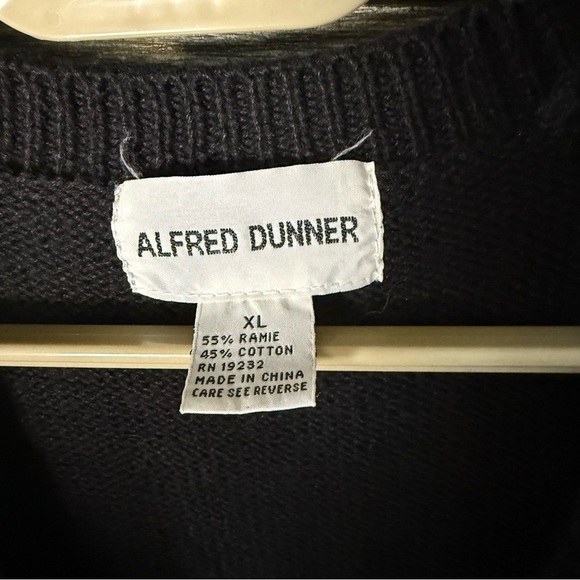 ALFRED DUNNER
XL
55% RAMIE
45% COTTON
RN 19232
MADE IN CHINA
CARE SEE REVERSE